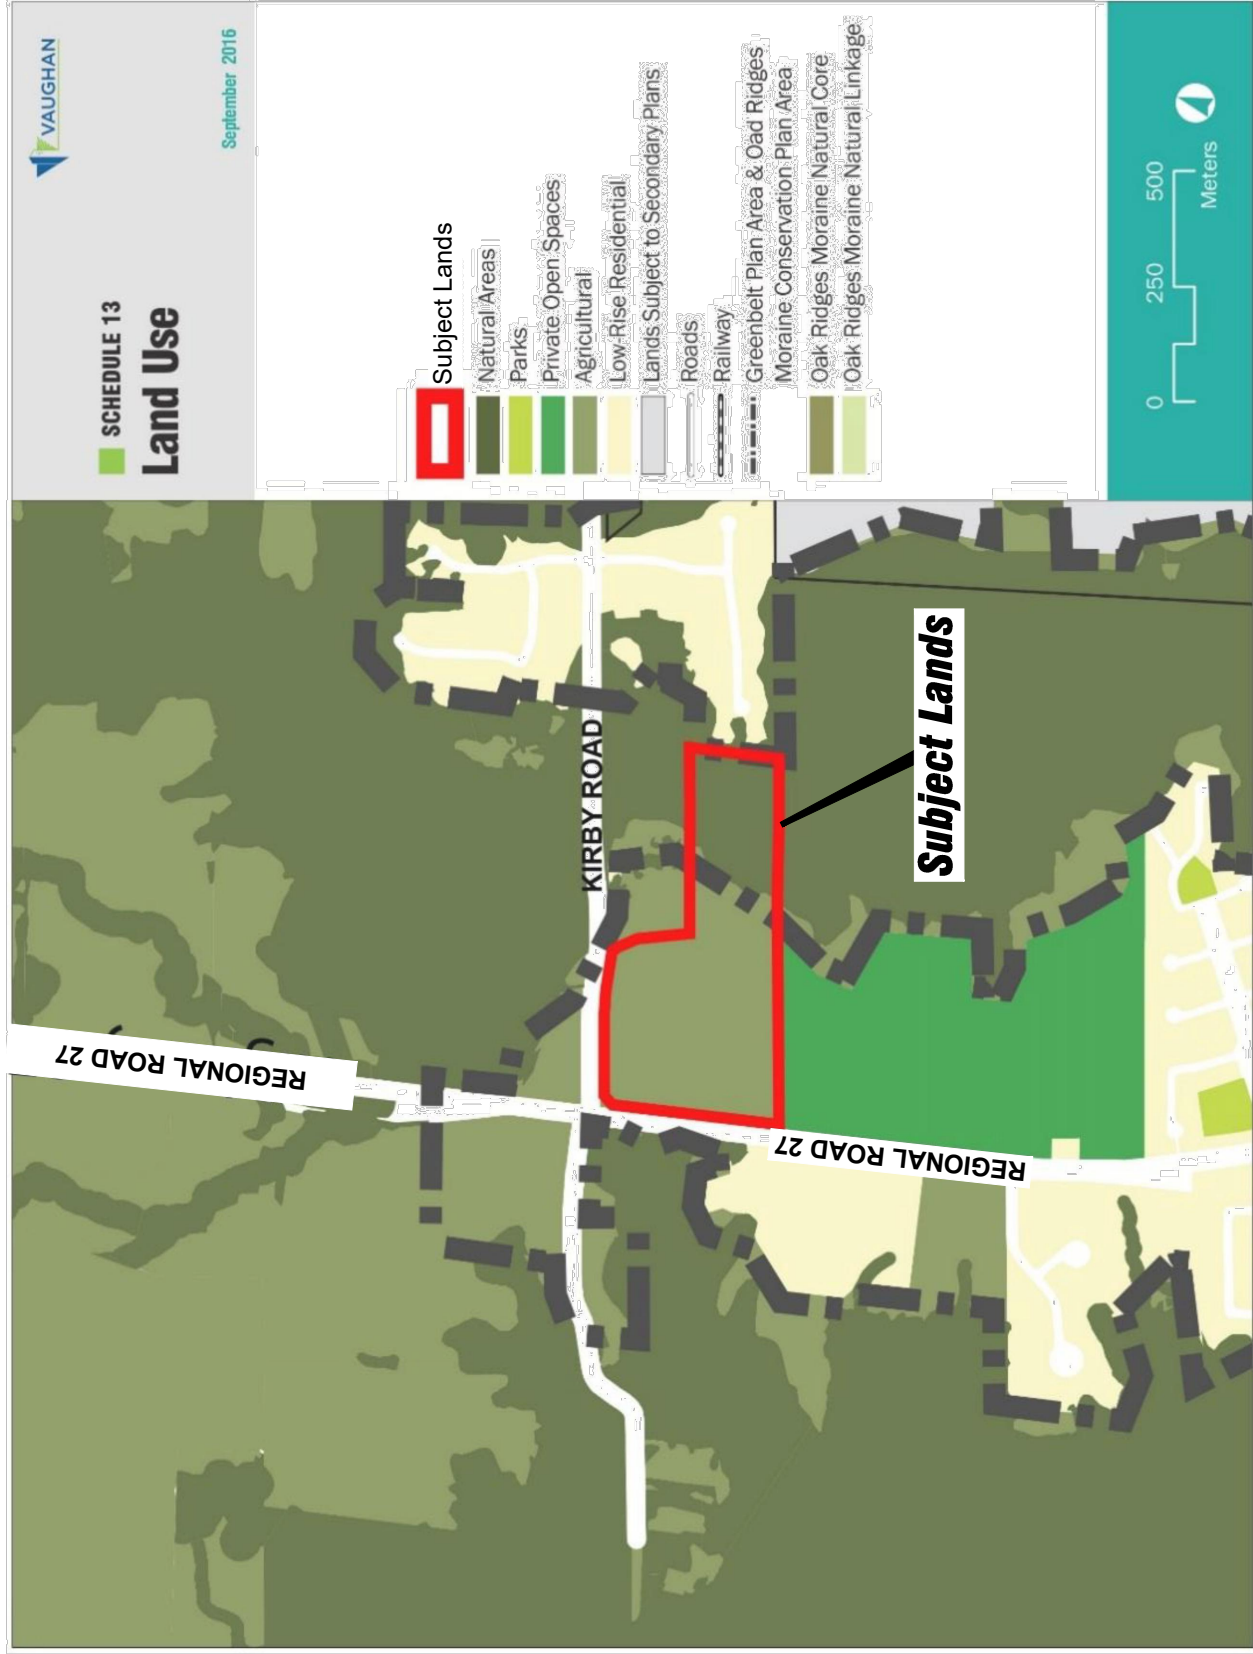 VAUGHAN
September 2016
SCHEDULE 13
Land Use
Subject Lands
Natural Areas
Parks
Private Open Spaces
Agricultural
Low-Rise Residential
Lands Subject to Secondary Plans
Roads
Railway
Greenbelt Plan Area & Oad Ridges
Moraine Conservation Plan Area
Oak Ridges Moraine Natural Core
Oak Ridges Moraine Natural Linkage
0 250 500
Meters
REGIONAL ROAD 27
KIRBY ROAD
REGIONAL ROAD 27
Subject Lands